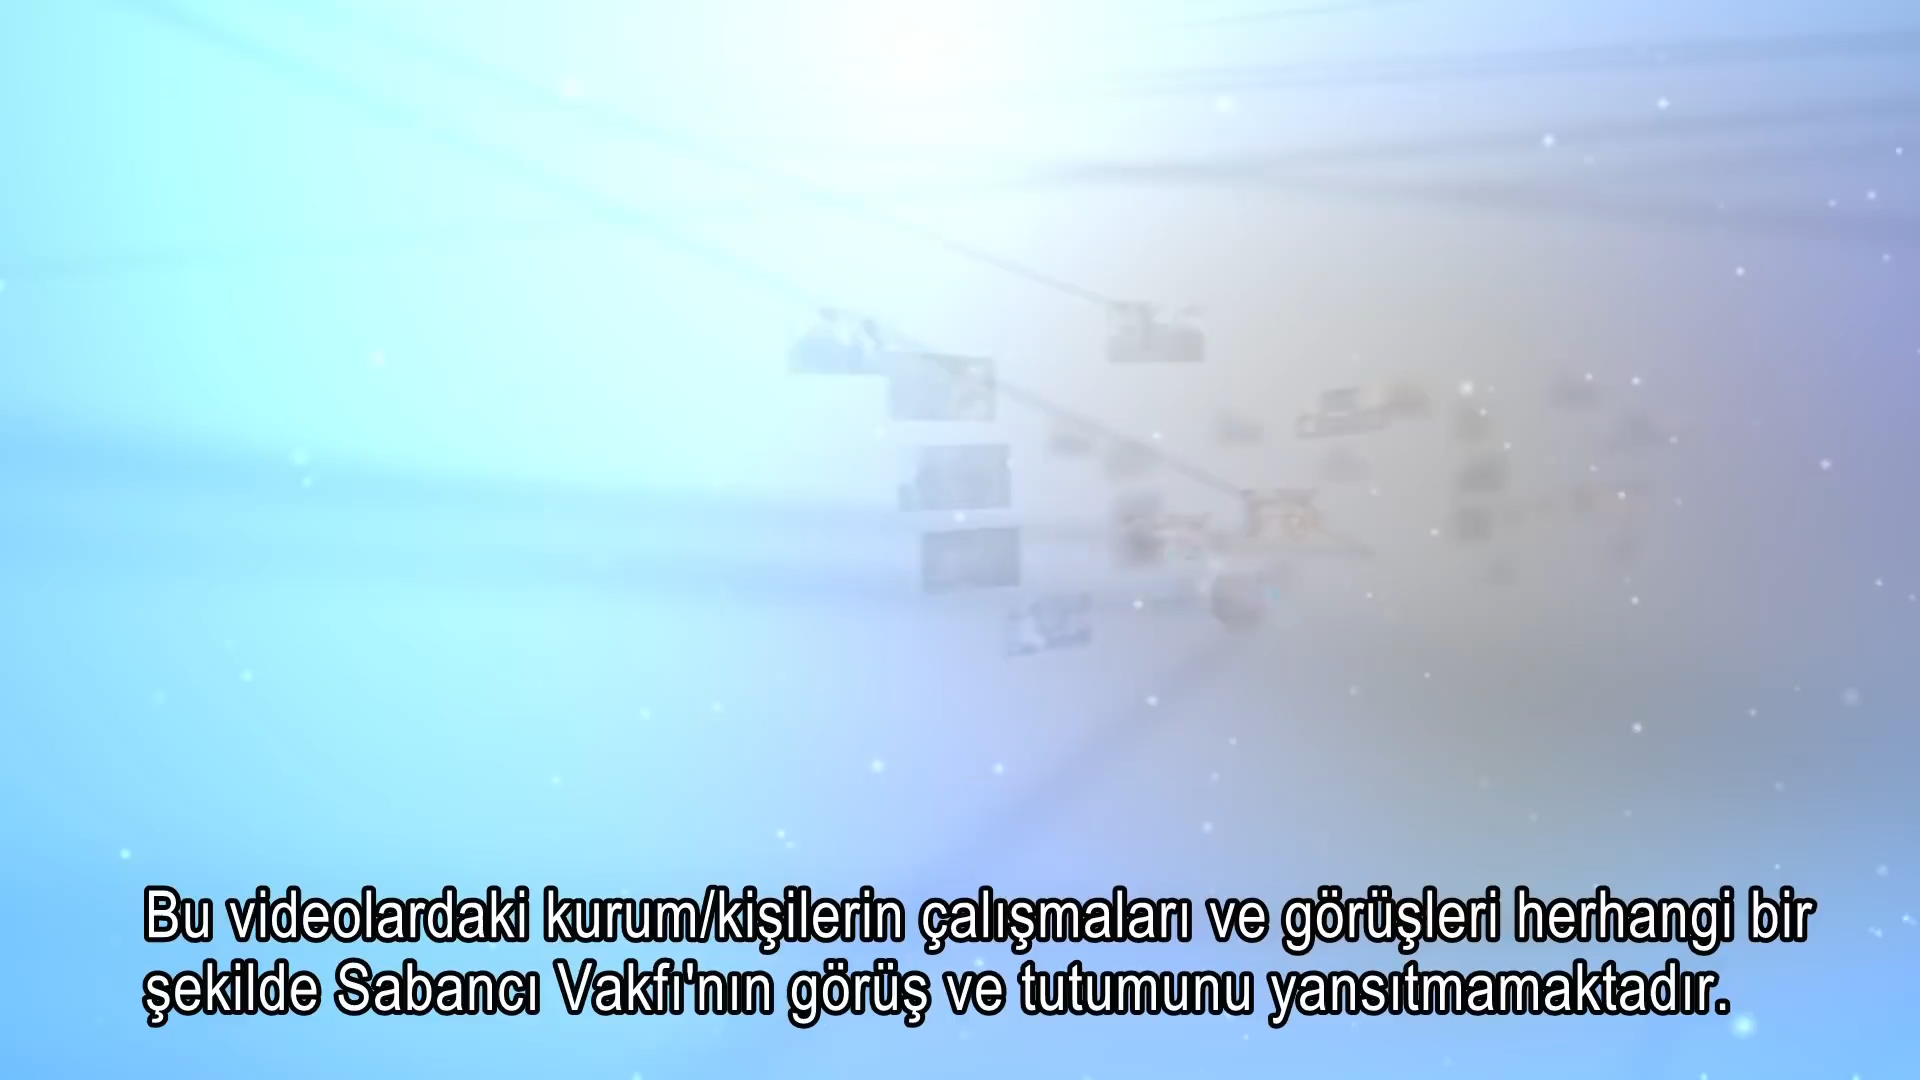 Bu videolardaki kurum/kişilerin çalışmaları ve görüşleri herhangi bir
şekilde Sabancı Vakfı'nın görüş ve tutumunu yansıtmamaktadır.